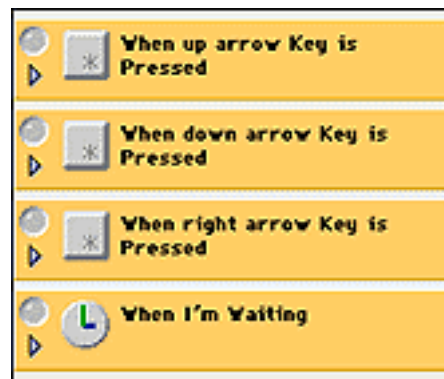 When up arrow Key is
Pressed
When down arrow Key is
Pressed
When right arrow Key is
Pressed
When I'm Waiting